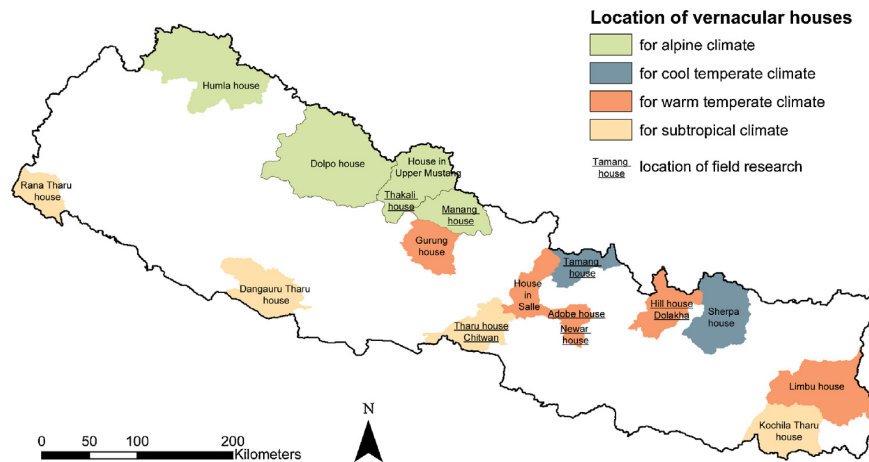 Location of vernacular houses
for alpine climate
for cool temperate climate
for warm temperate climate
for subtropical climate
Tamang
house
location of field research
Humla house
Dolpo house
House in
Upper Mustang
Thakali
house
Manang
house
Rana Tharu
house
Gurung
house
Dangauru Tharu
house
Tamang
house
House
in
Salle
Adobe house
Newar
house
Tharu house
Chitwan
Hill house
Dolakha
Sherpa
house
Limbu house
Kochila Tharu
house
N
0 50 100 200
Kilometers